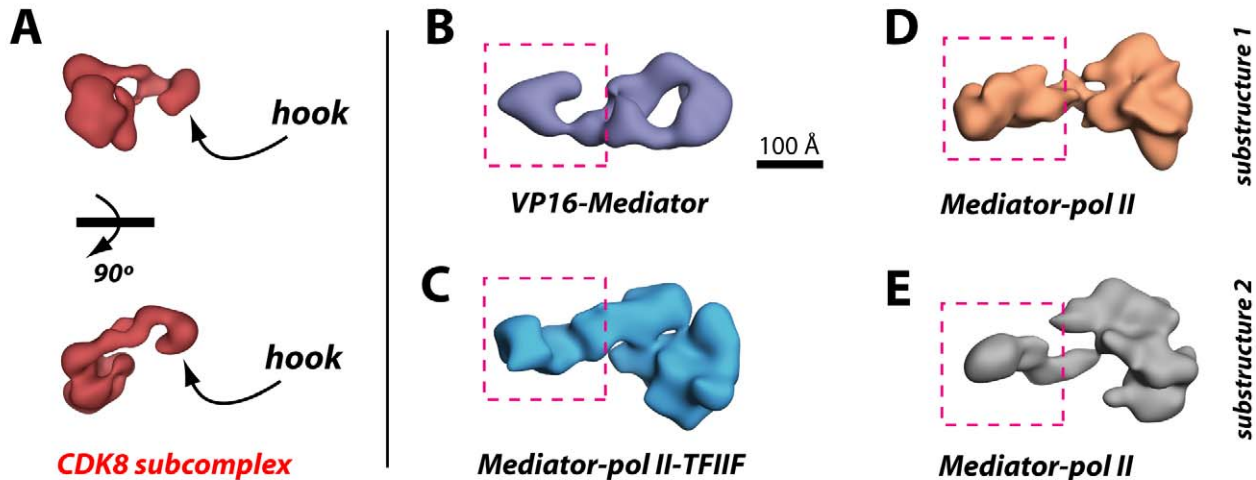 A
hook
90º
hook
CDK8 subcomplex
B
VP16-Mediator
100 Å
C
Mediator-pol II-TFIIF
D
Mediator-pol II
substructure 1
E
Mediator-pol II
substructure 2